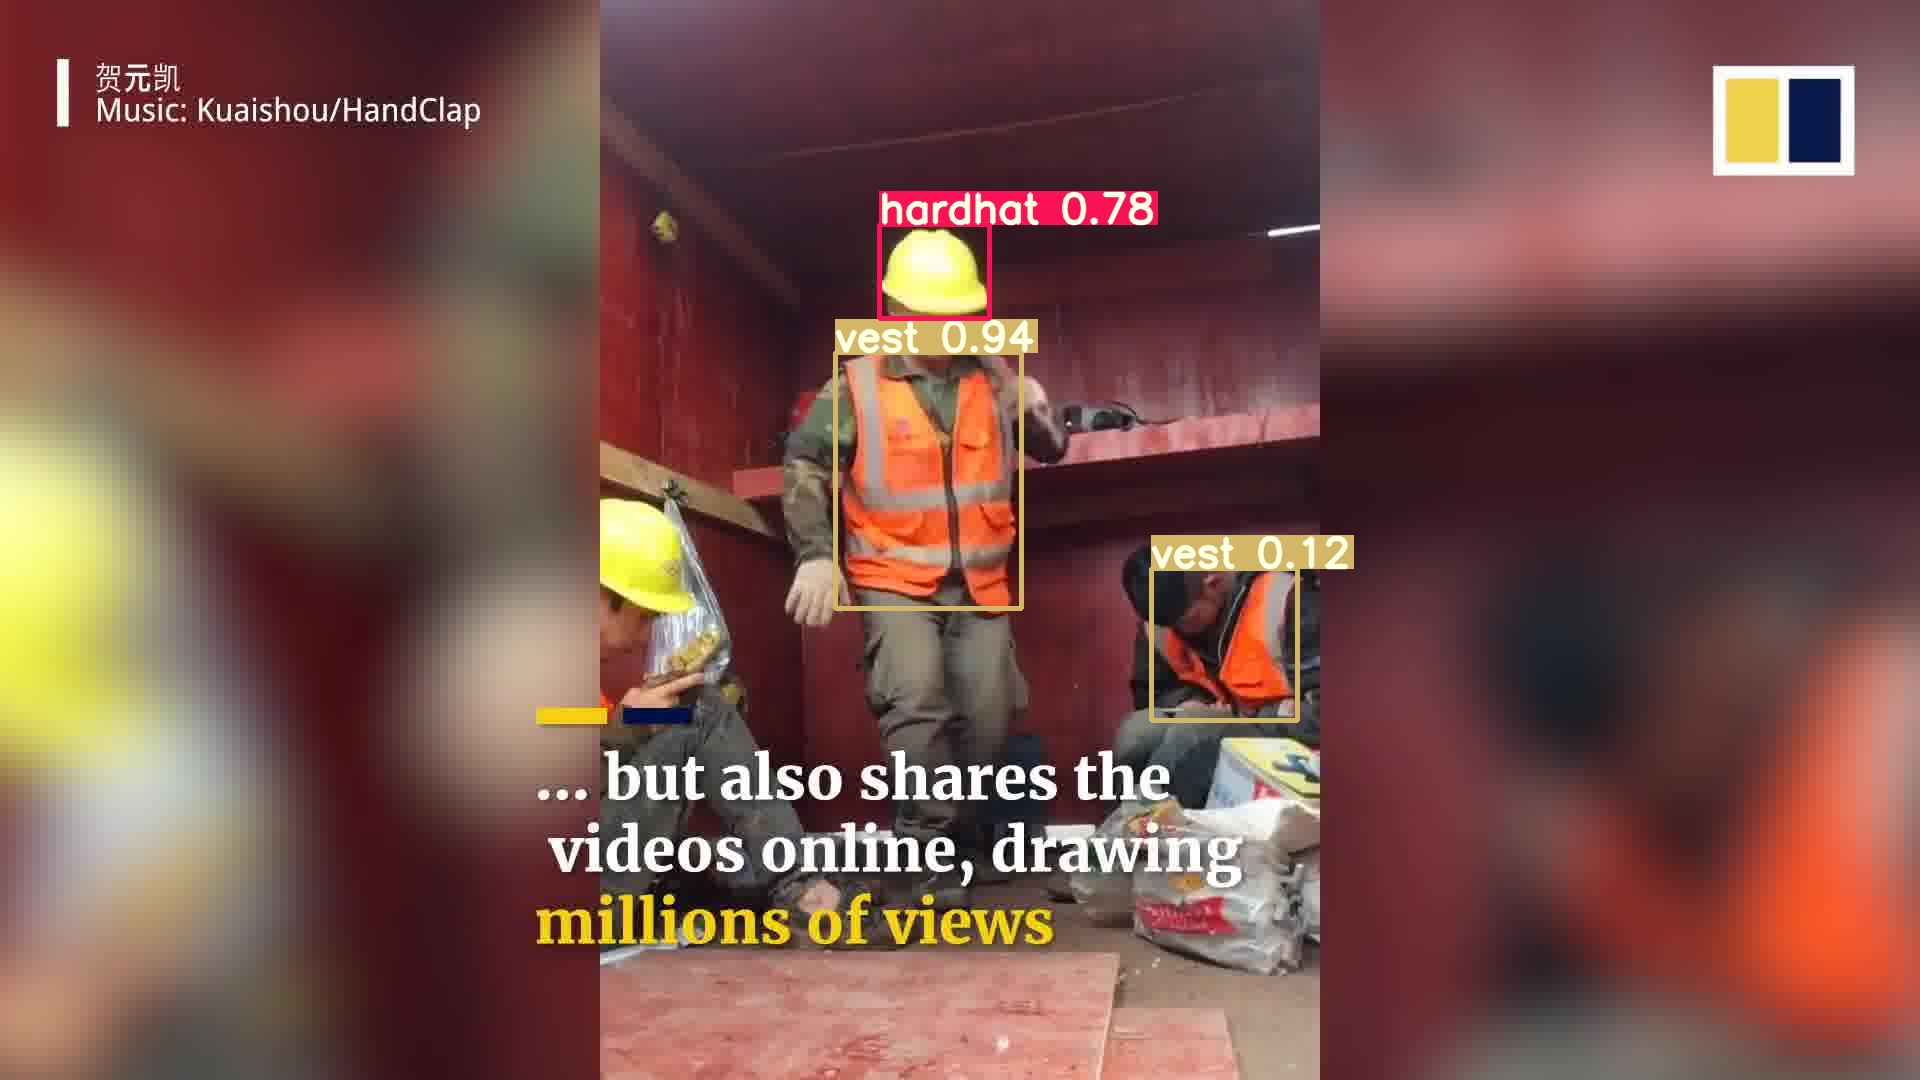 贺元凯
Music: Kuaishou/HandClap
hardhat 0.78
vest 0.94
vest 0.12
... but also shares the
videos online, drawing
millions of views